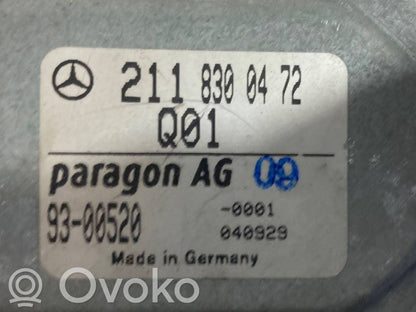 211 830 04 72
Q01
paragon AG 09
93-00520 -0001
040929
Made in Germany
Ovoko